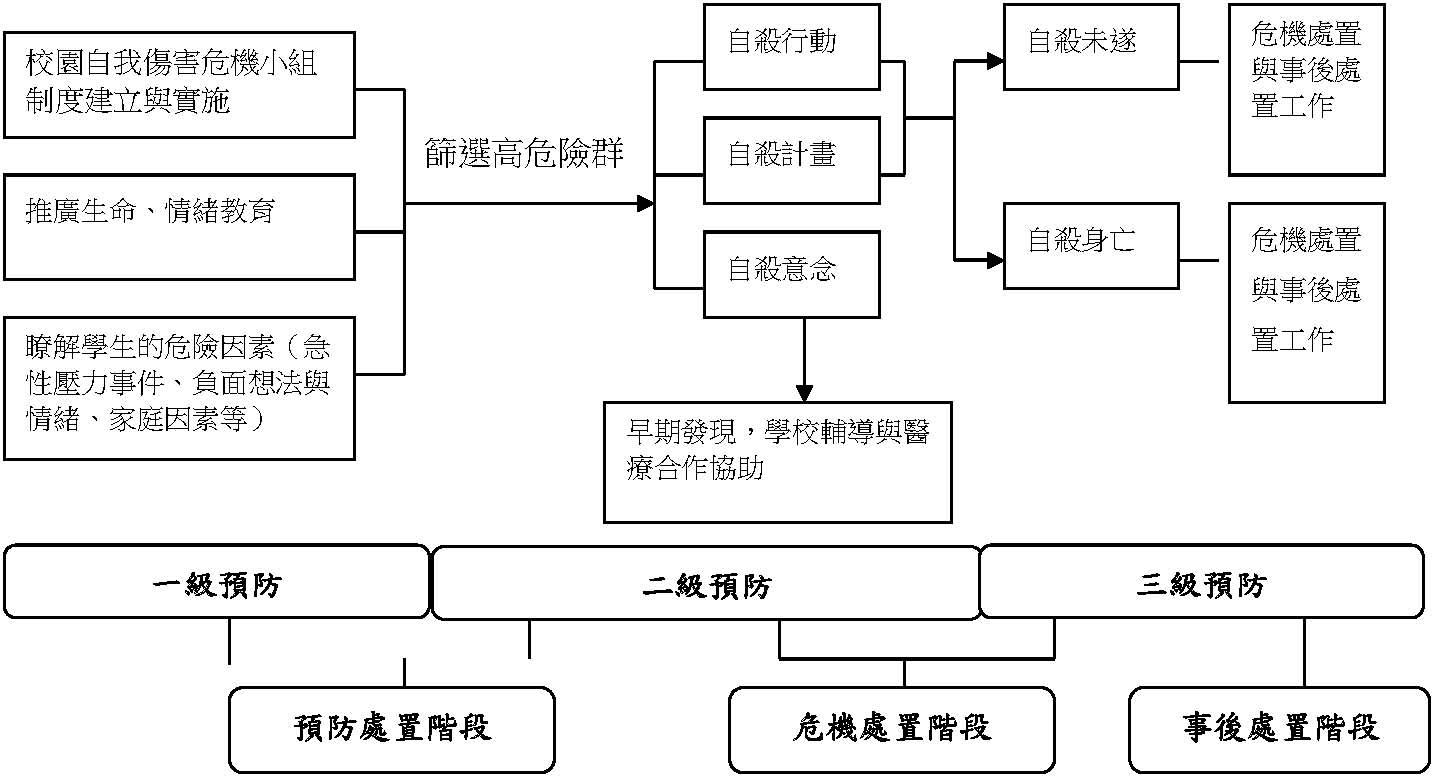 校園自我傷害危機小組
制度建立與實施
推廣生命、情緒教育
瞭解學生的危險因素（急
性壓力事件、負面想法與
情緒、家庭因素等）
篩選高危險群
自殺行動
自殺計畫
自殺意念
早期發現，學校輔導與醫
療合作協助
自殺未遂
自殺身亡
危機處置
與事後處
置工作
危機處置
與事後處
置工作
一級預防
二級預防
三級預防
預防處置階段
危機處置階段
事後處置階段